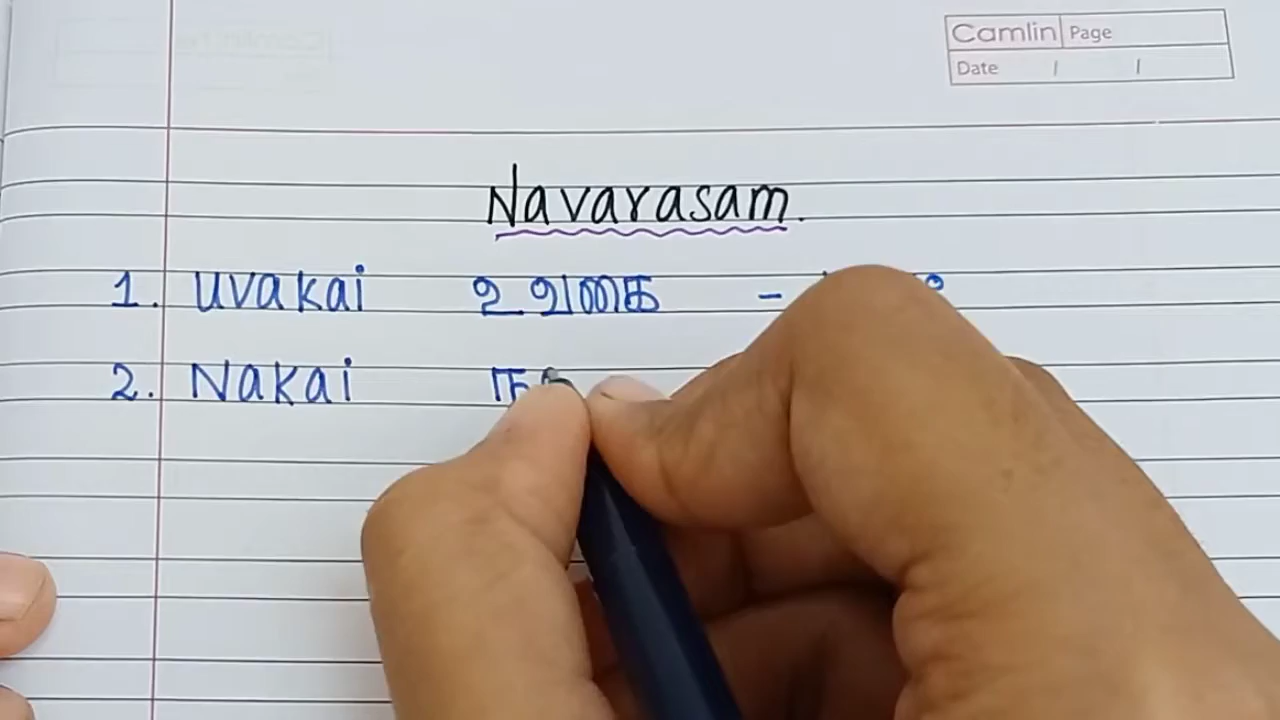 Camlin Page
Date / /
Navarasam.
1. Uvakai உவகை -
2. Nakai ந